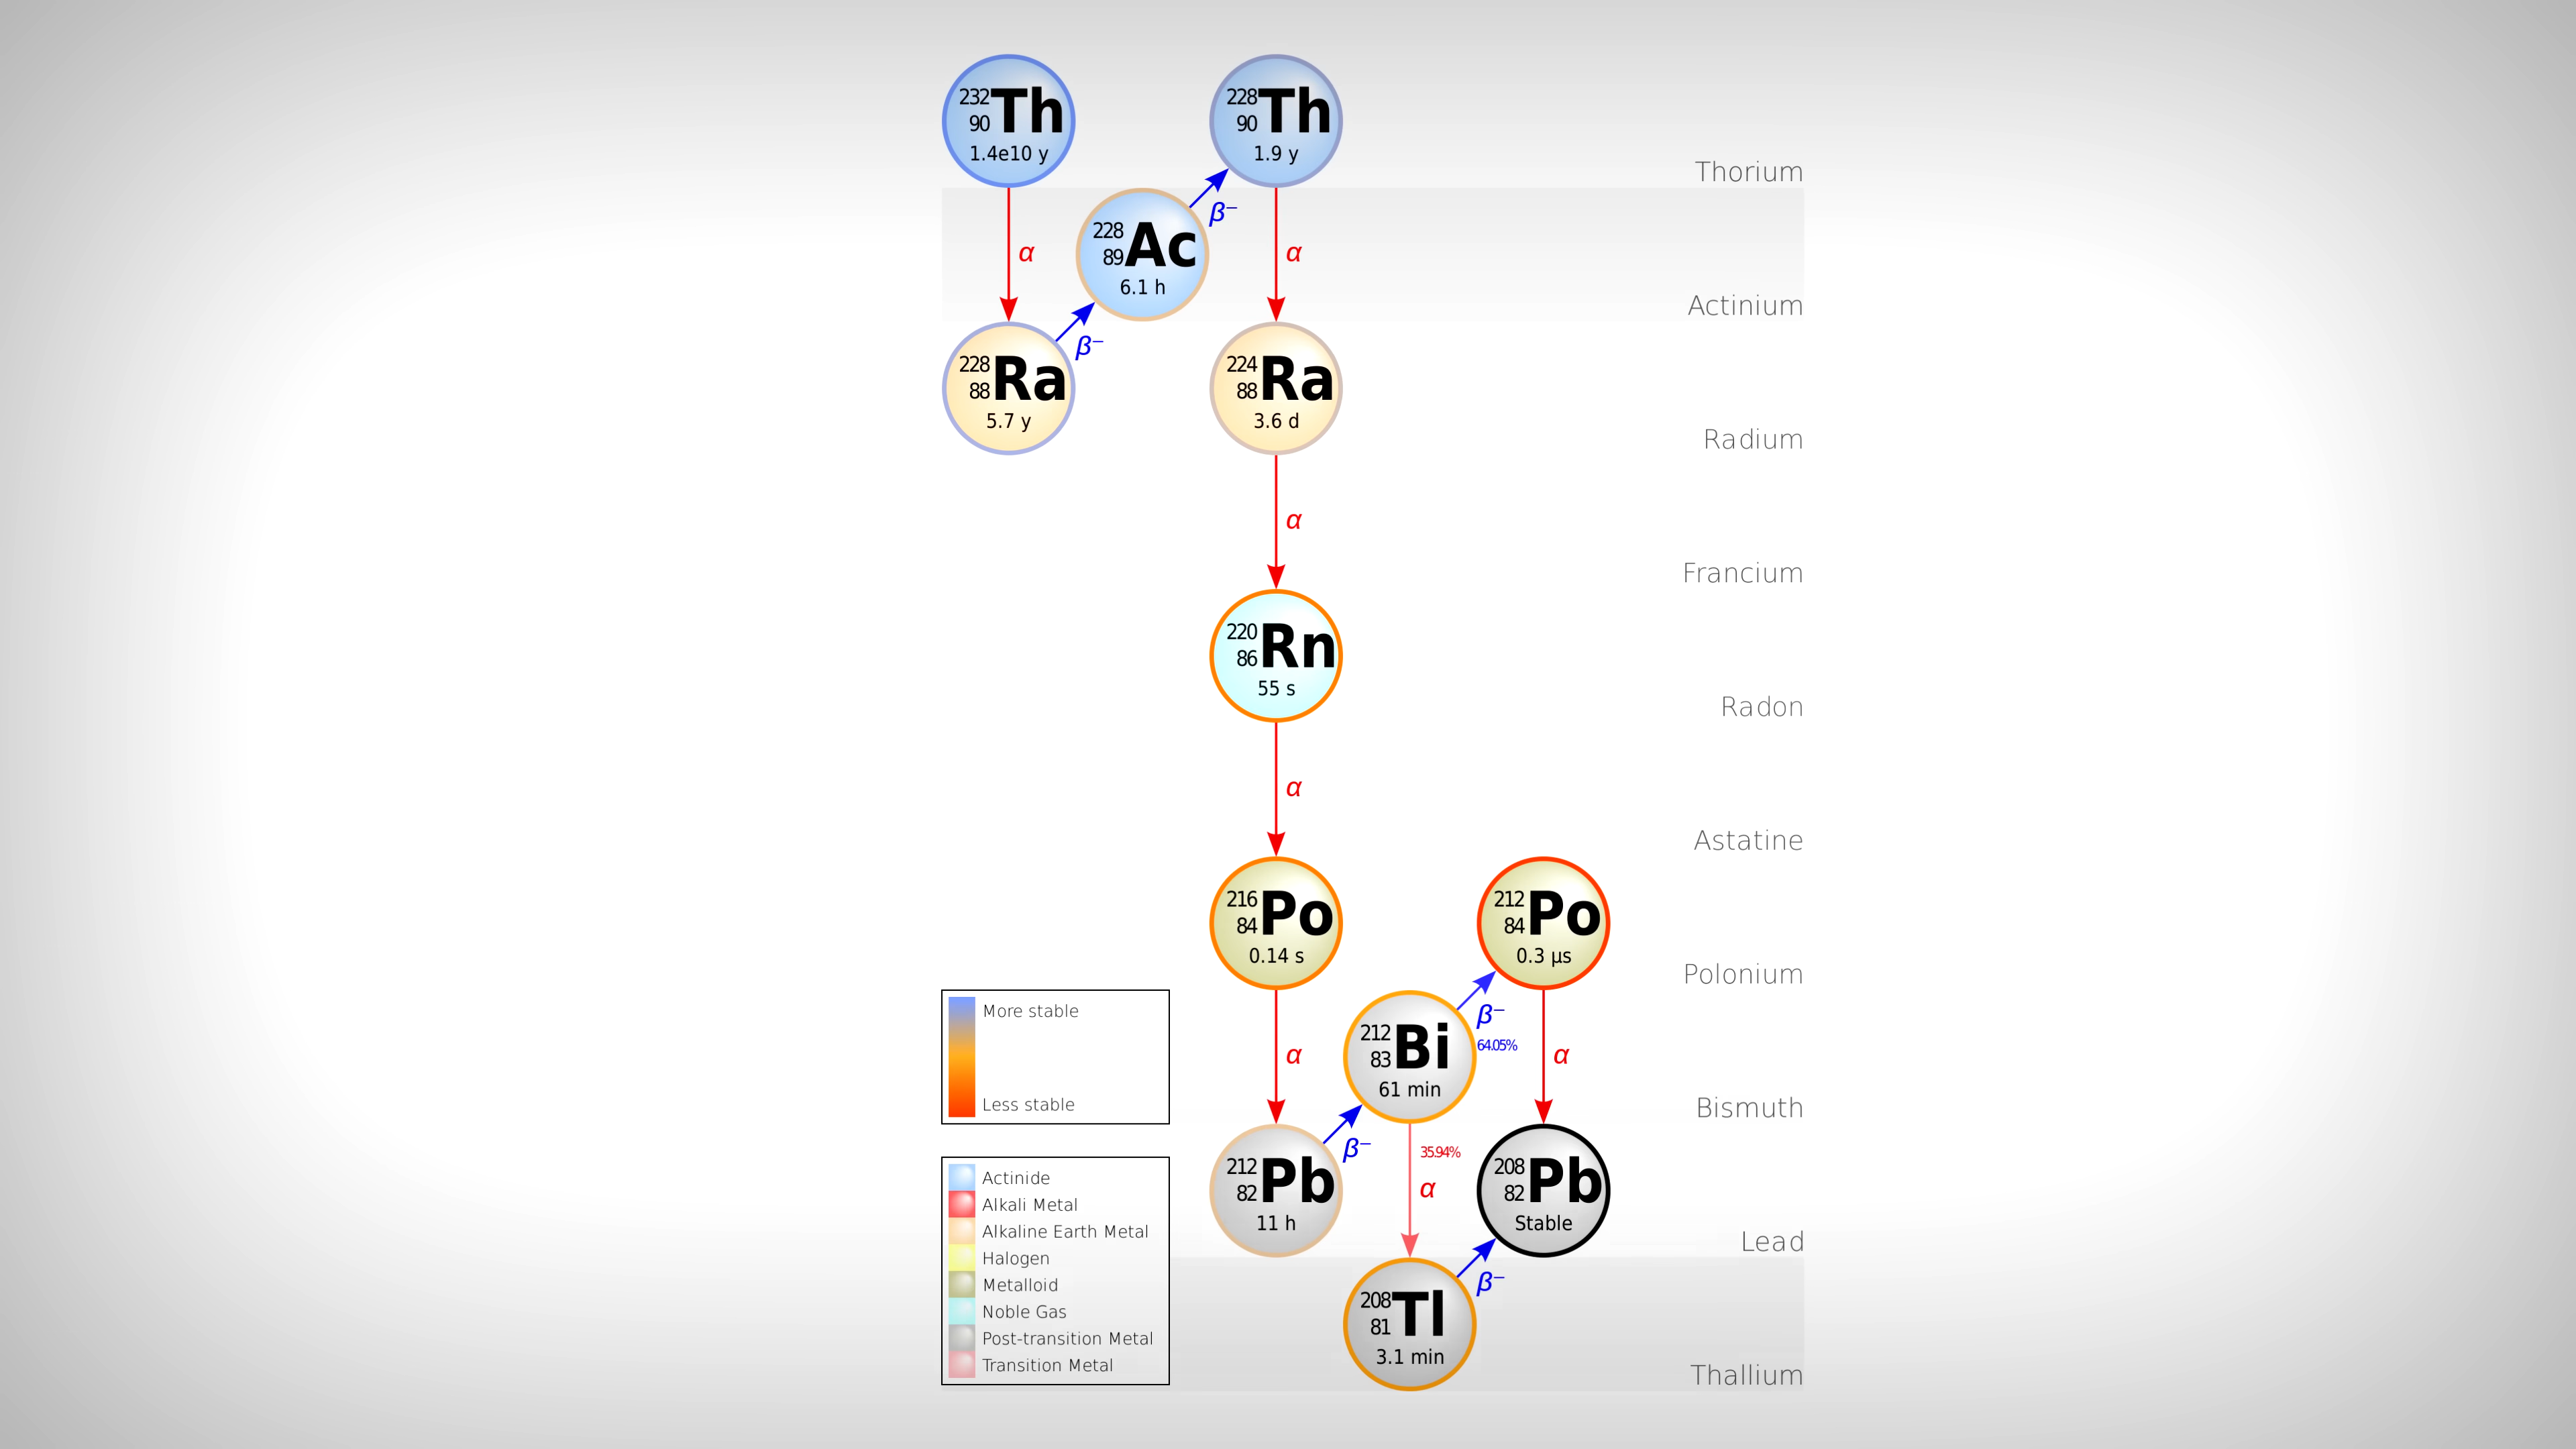 232
90 Th
1.4e10 y
228
90 Th
1.9 y
Thorium
β−
α
228
89 Ac
6.1 h
α
Actinium
β−
228
88 Ra
5.7 y
224
88 Ra
3.6 d
Radium
α
Francium
220
86 Rn
55 s
Radon
α
Astatine
216
84 Po
0.14 s
212
84 Po
0.3 µs
Polonium
More stable
Less stable
α
212
83 Bi
61 min
β−
64.05%
α
Bismuth
β−
212
82 Pb
11 h
35.94%
α
208
82 Pb
Stable
Lead
β−
208
81 Tl
3.1 min
Thallium
Actinide
Alkali Metal
Alkaline Earth Metal
Halogen
Metalloid
Noble Gas
Post-transition Metal
Transition Metal